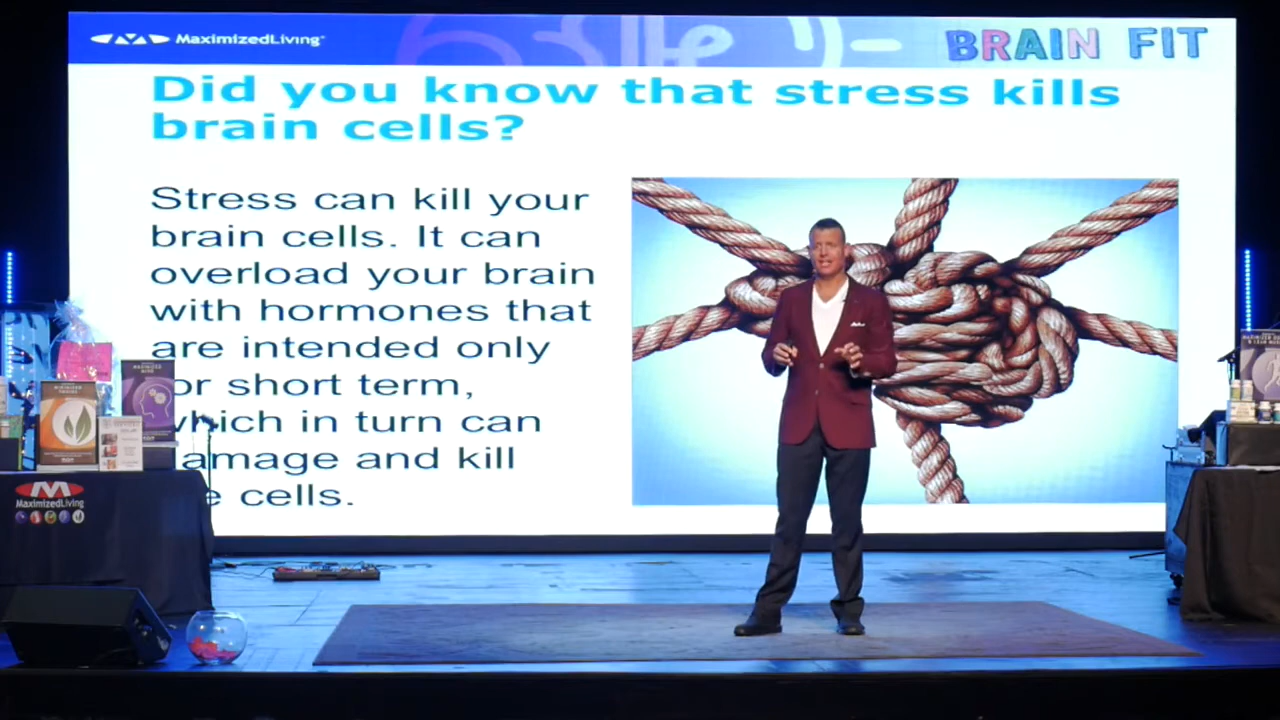 MaximizedLiving
BRAIN FIT
Did you know that stress kills
brain cells?
Stress can kill your
brain cells. It can
overload your brain
with hormones that
are intended only
or short term,
which in turn can
amage and kill
e cells.
MaximizedLiving